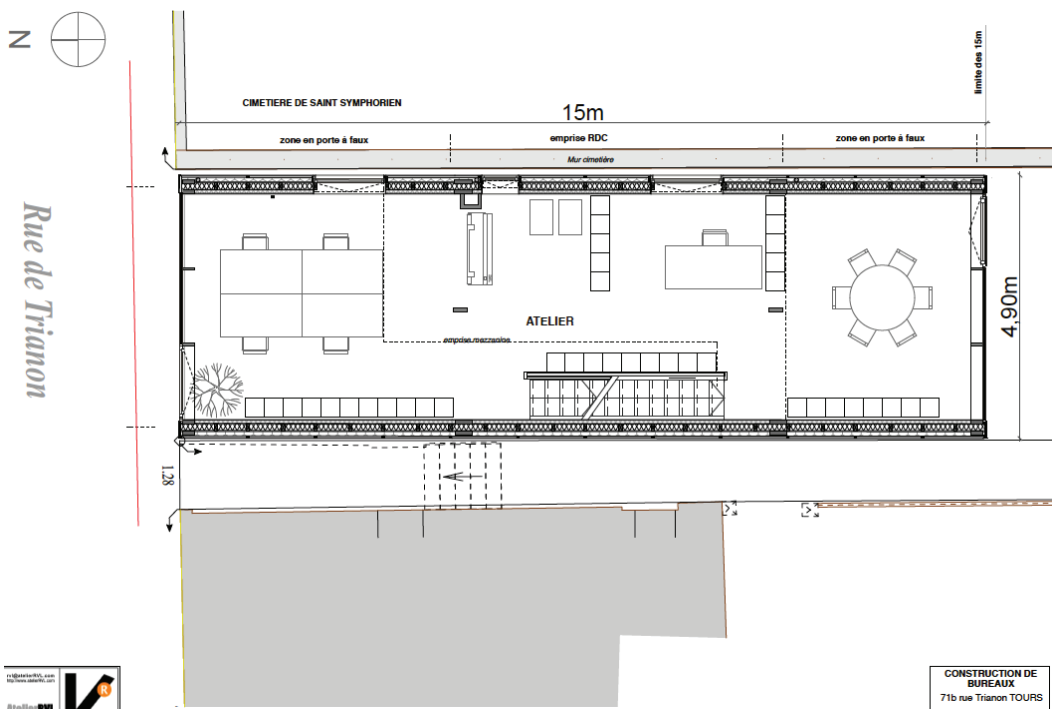 N
limite des 15m
CIMETIERE DE SAINT SYMPHORIEN
15m
zone en porte à faux
emprise RDC
zone en porte à faux
Mur cimetière
Rue de Trianon
4,90m
ATELIER
emprise mezzanine
1.28
CONSTRUCTION DE
BUREAUX
71b rue Trianon TOURS
AtelierRVL
R